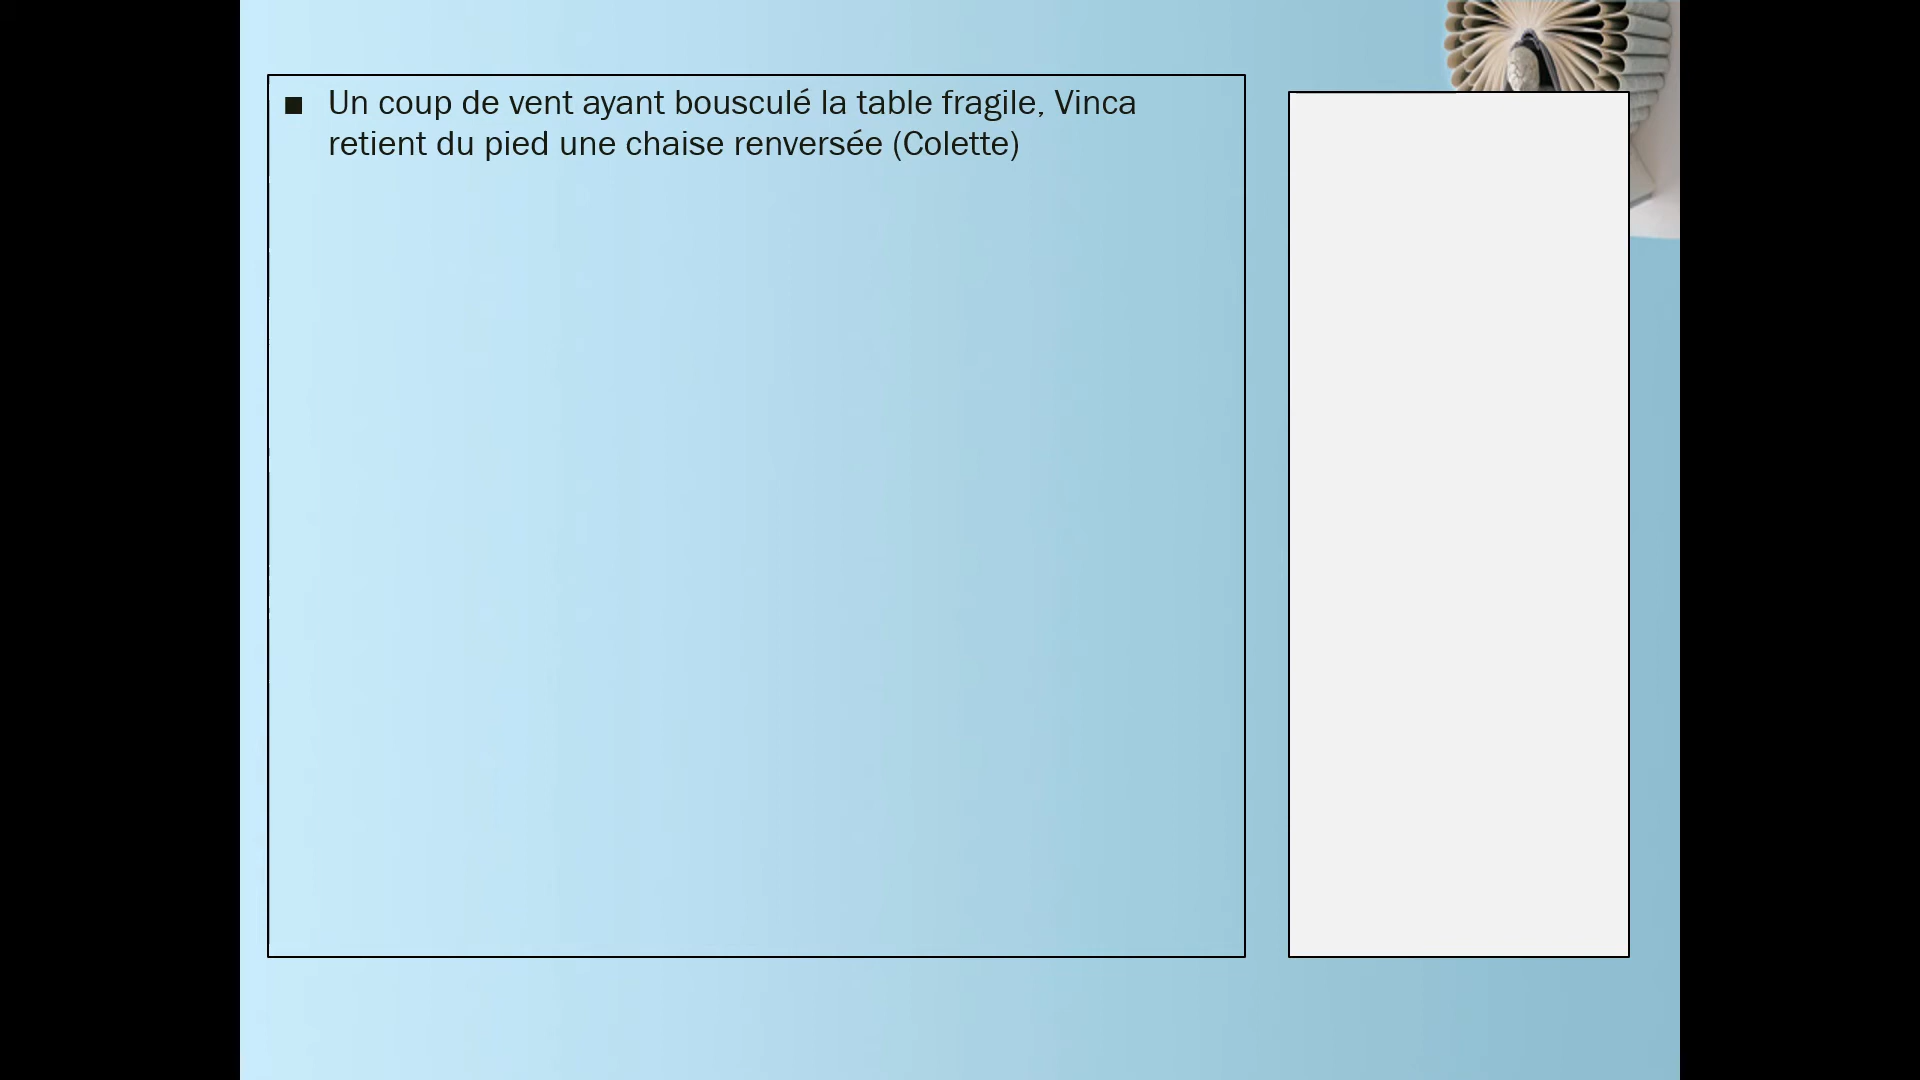 Un coup de vent ayant bousculé la table fragile, Vinca
retient du pied une chaise renversée (Colette)